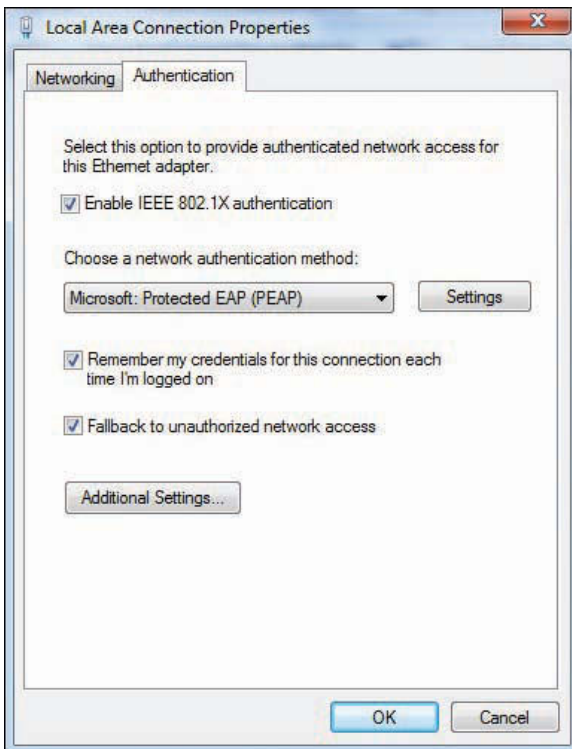 Local Area Connection Properties
Networking
Authentication
Select this option to provide authenticated network access for
this Ethernet adapter.
Enable IEEE 802.1X authentication
Choose a network authentication method:
Microsoft: Protected EAP (PEAP)
Settings
Remember my credentials for this connection each
time I'm logged on
Fallback to unauthorized network access
Additional Settings...
OK
Cancel